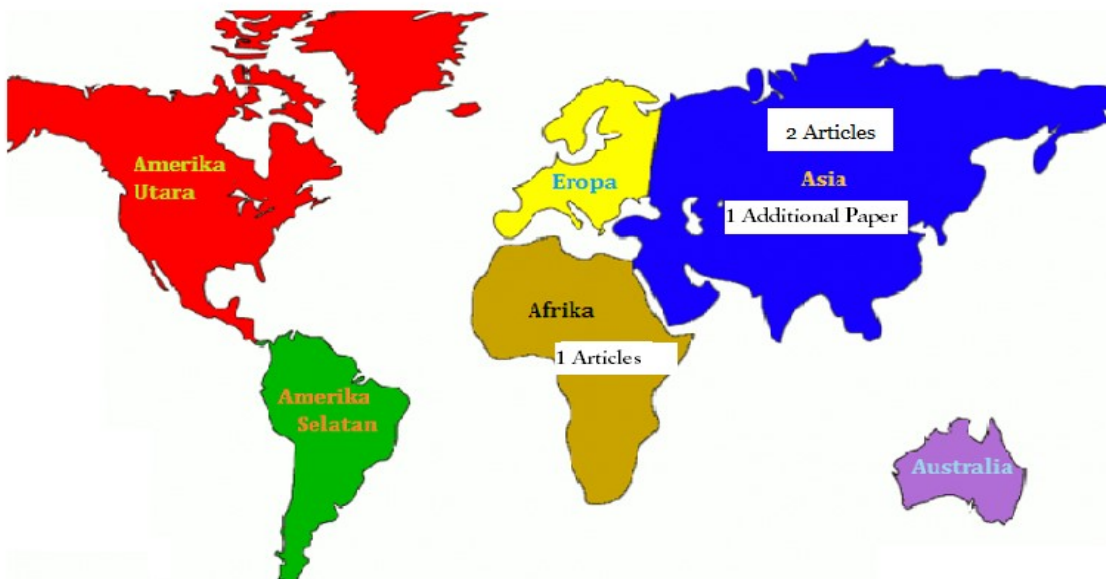 Amerika
Utara
Eropa
2 Articles
Asia
1 Additional Paper
Afrika
1 Articles
Amerika
Selatan
Australia